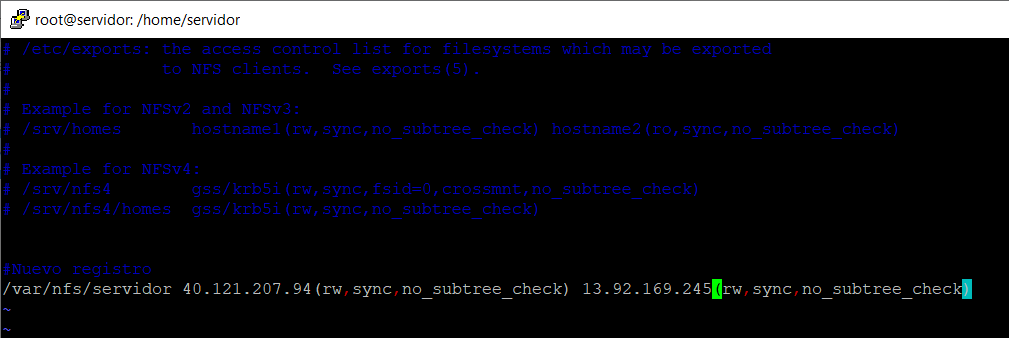 root@servidor: /home/servidor
# /etc/exports: the access control list for filesystems which may be exported
#               to NFS clients.  See exports(5).
#
# Example for NFSv2 and NFSv3:
# /srv/homes       hostname1(rw,sync,no_subtree_check) hostname2(ro,sync,no_subtree_check)
#
# Example for NFSv4:
# /srv/nfs4        gss/krb5i(rw,sync,fsid=0,crossmnt,no_subtree_check)
# /srv/nfs4/homes  gss/krb5i(rw,sync,no_subtree_check)
#Nuevo registro
/var/nfs/servidor 40.121.207.94(rw,sync,no_subtree_check) 13.92.169.245(rw,sync,no_subtree_check)
~
~